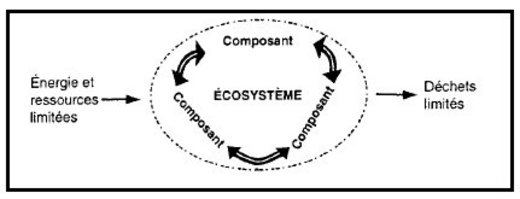 Composant
Énergie et
ressources
limitées
ÉCOSYSTÈME
Composant
Composant
Déchets
limités